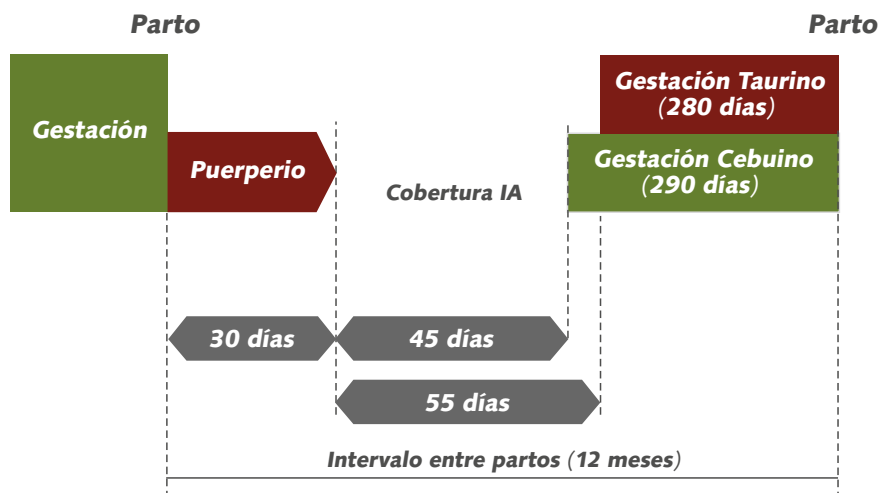 Parto
Parto
Gestación
Gestación Taurino
(280 días)
Puerperio
Gestación Cebuino
(290 días)
Cobertura IA
30 días
45 días
55 días
Intervalo entre partos (12 meses)